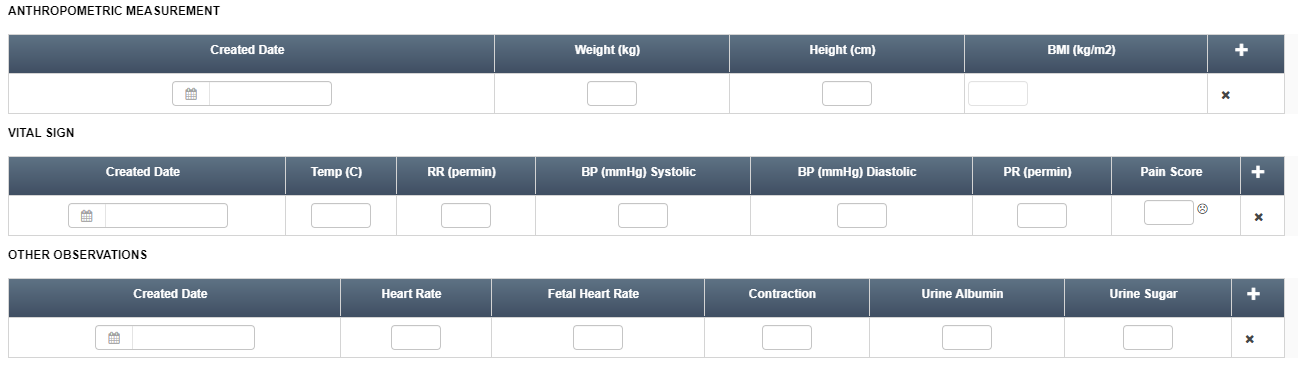 ANTHROPOMETRIC MEASUREMENT
Created Date Weight (kg) Height (cm) BMI (kg/m2)
VITAL SIGN
Created Date Temp (C) RR (permin) BP (mmHg) Systolic BP (mmHg) Diastolic PR (permin) Pain Score
OTHER OBSERVATIONS
Created Date Heart Rate Fetal Heart Rate Contraction Urine Albumin Urine Sugar